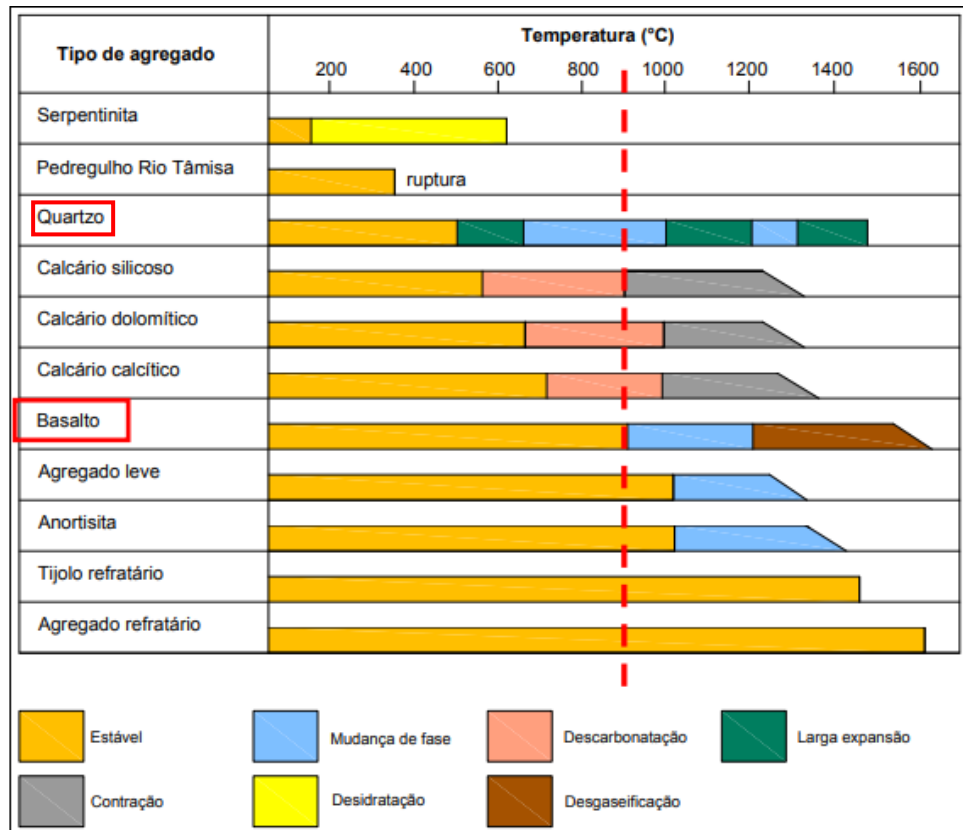 Tipo de agregado
Temperatura (°C)
200 400 600 800 1000 1200 1400 1600
Serpentinita
Pedregulho Rio Tâmisa
ruptura
Quartzo
Calcário silicoso
Calcário dolomítico
Calcário calcítico
Basalto
Agregado leve
Anortisita
Tijolo refratário
Agregado refratário
Estável
Mudança de fase
Descarbonatação
Larga expansão
Contração
Desidratação
Desgaseificação